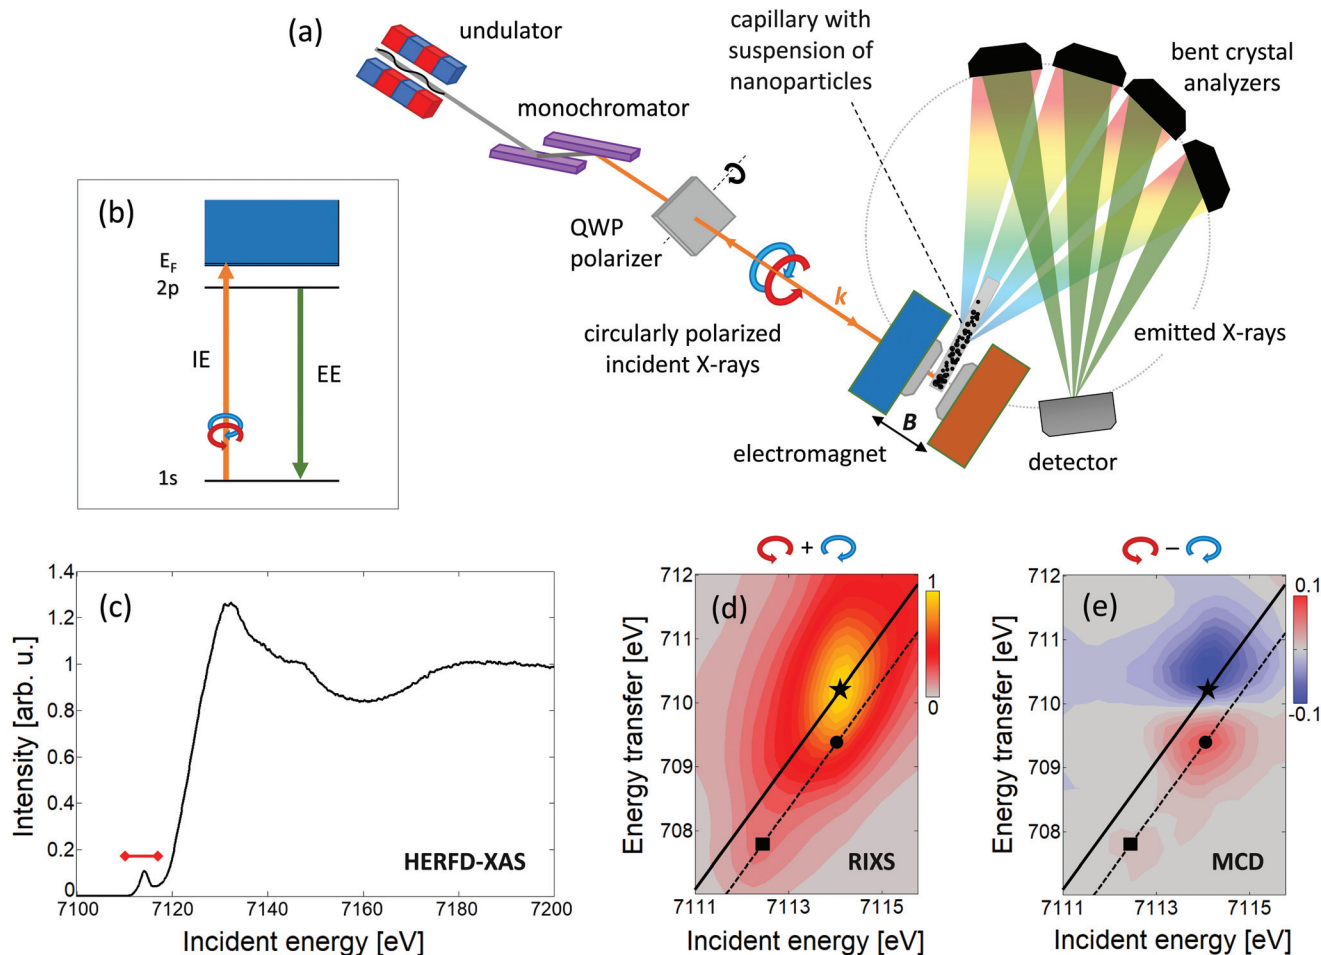 (a)
undulator
monochromator
capillary with
suspension of
nanoparticles
bent crystal
analyzers
QWP
polarizer
k
circularly polarized
incident X-rays
emitted X-rays
B
electromagnet
detector
(b)
E_F
2p
IE
EE
1s
(c)
Intensity [arb. u.]
1.4
1.2
1
0.8
0.6
0.4
0.2
0
HERFD-XAS
7100
7120
7140
7160
7180
7200
Incident energy [eV]
+
(d)
Energy transfer [eV]
712
711
710
709
708
1
0
RIXS
7111
7113
7115
Incident energy [eV]
−
(e)
Energy transfer [eV]
712
711
710
709
708
0.1
-0.1
MCD
7111
7113
7115
Incident energy [eV]